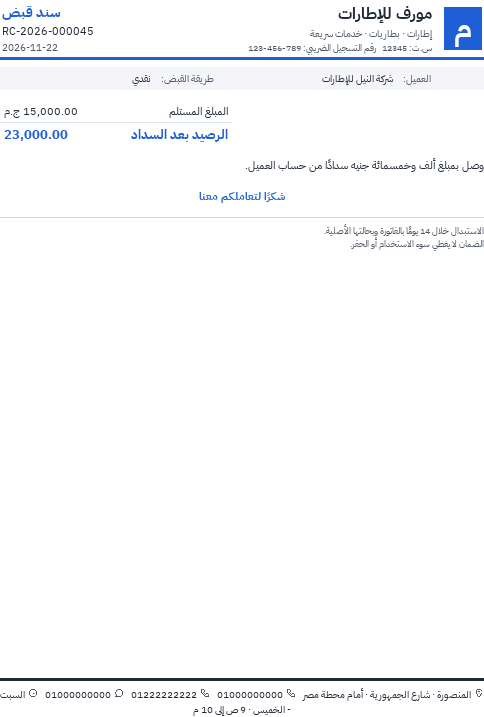 م
مورف للإطارات
إطارات · بطاريات · خدمات سريعة
س.ت: 12345 رقم التسجيل الضريبي: 789-456-123
سند قبض
RC-2026-000045
2026-11-22
العميل: شركة النيل للإطارات طريقة القبض: نقدي
المبلغ المستلم 15,000.00 ج.م
الرصيد بعد السداد 23,000.00
وصل بمبلغ ألف وخمسمائة جنيه سدادًا من حساب العميل.
شكرًا لتعاملكم معنا
الاستبدال خلال 14 يومًا بالفاتورة وبحالتها الأصلية.
الضمان لا يغطي سوء الاستخدام أو الحفر.
المنصورة · شارع الجمهورية · أمام محطة مصر 01000000000 01222222222 01000000000 السبت
- الخميس · 9 ص إلى 10 م